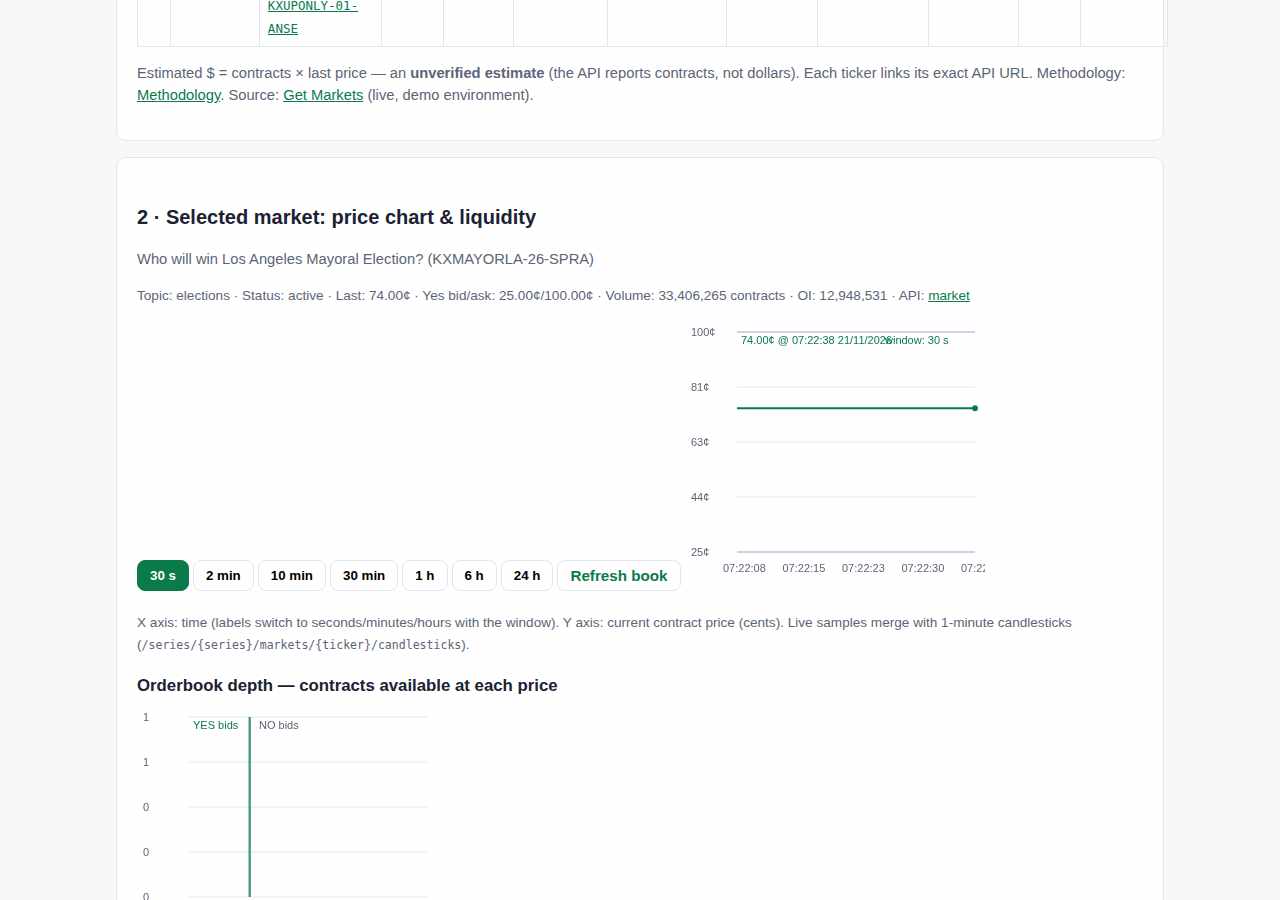 KXUPONLY-01-
ANSE
Estimated $ = contracts × last price — an unverified estimate (the API reports contracts, not dollars). Each ticker links its exact API URL. Methodology:
Methodology. Source: Get Markets (live, demo environment).
2 · Selected market: price chart & liquidity
Who will win Los Angeles Mayoral Election? (KXMAYORLA-26-SPRA)
Topic: elections · Status: active · Last: 74.00¢ · Yes bid/ask: 25.00¢/100.00¢ · Volume: 33,406,265 contracts · OI: 12,948,531 · API: market
100¢
74.00¢ @ 07:22:38 21/11/2026
window: 30 s
81¢
63¢
44¢
25¢
07:22:08 07:22:15 07:22:23 07:22:30 07:22
30 s 2 min 10 min 30 min 1 h 6 h 24 h Refresh book
X axis: time (labels switch to seconds/minutes/hours with the window). Y axis: current contract price (cents). Live samples merge with 1-minute candlesticks
(/series/{series}/markets/{ticker}/candlesticks).
Orderbook depth — contracts available at each price
1
YES bids NO bids
1
0
0
0